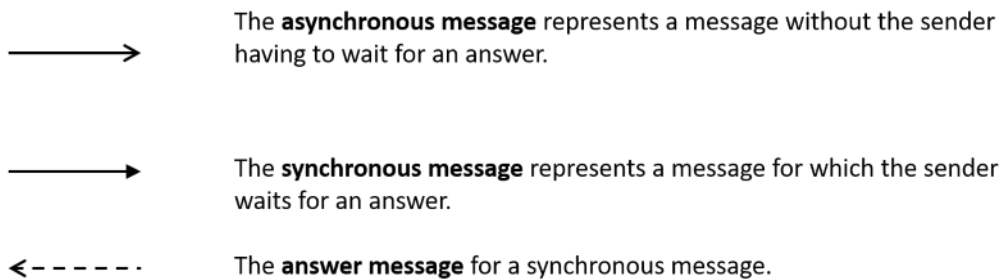 The asynchronous message represents a message without the sender
having to wait for an answer.
The synchronous message represents a message for which the sender
waits for an answer.
The answer message for a synchronous message.